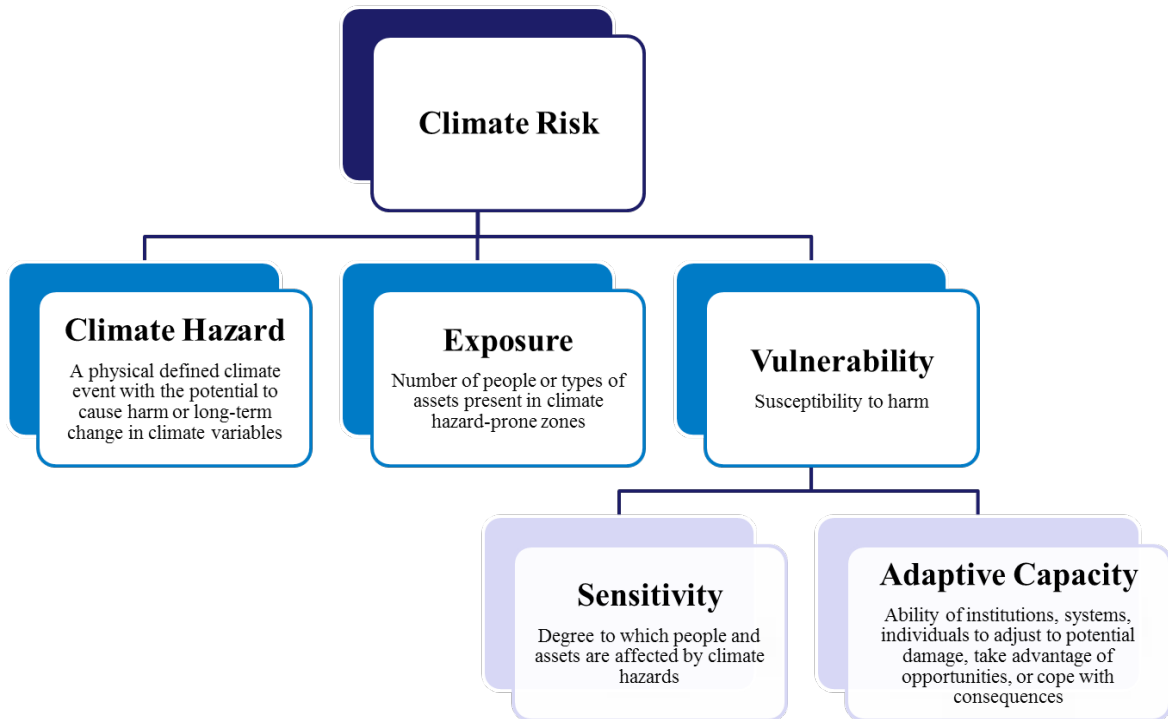 Climate Risk
Climate Hazard
A physical defined climate
event with the potential to
cause harm or long-term
change in climate variables
Exposure
Number of people or types of
assets present in climate
hazard-prone zones
Vulnerability
Susceptibility to harm
Sensitivity
Degree to which people and
assets are affected by climate
hazards
Adaptive Capacity
Ability of institutions, systems,
individuals to adjust to potential
damage, take advantage of
opportunities, or cope with
consequences